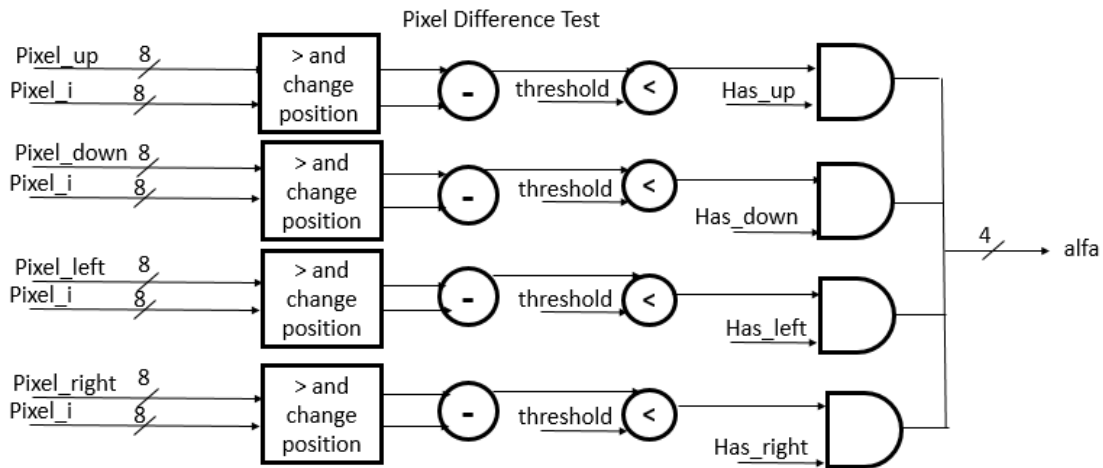 Pixel Difference Test
Pixel_up 8
Pixel_i 8
> and
change
position
-
threshold
<
Has_up
Pixel_down 8
Pixel_i 8
> and
change
position
-
threshold
<
Has_down
4
alfa
Pixel_left 8
Pixel_i 8
> and
change
position
-
threshold
<
Has_left
Pixel_right 8
Pixel_i 8
> and
change
position
-
threshold
<
Has_right